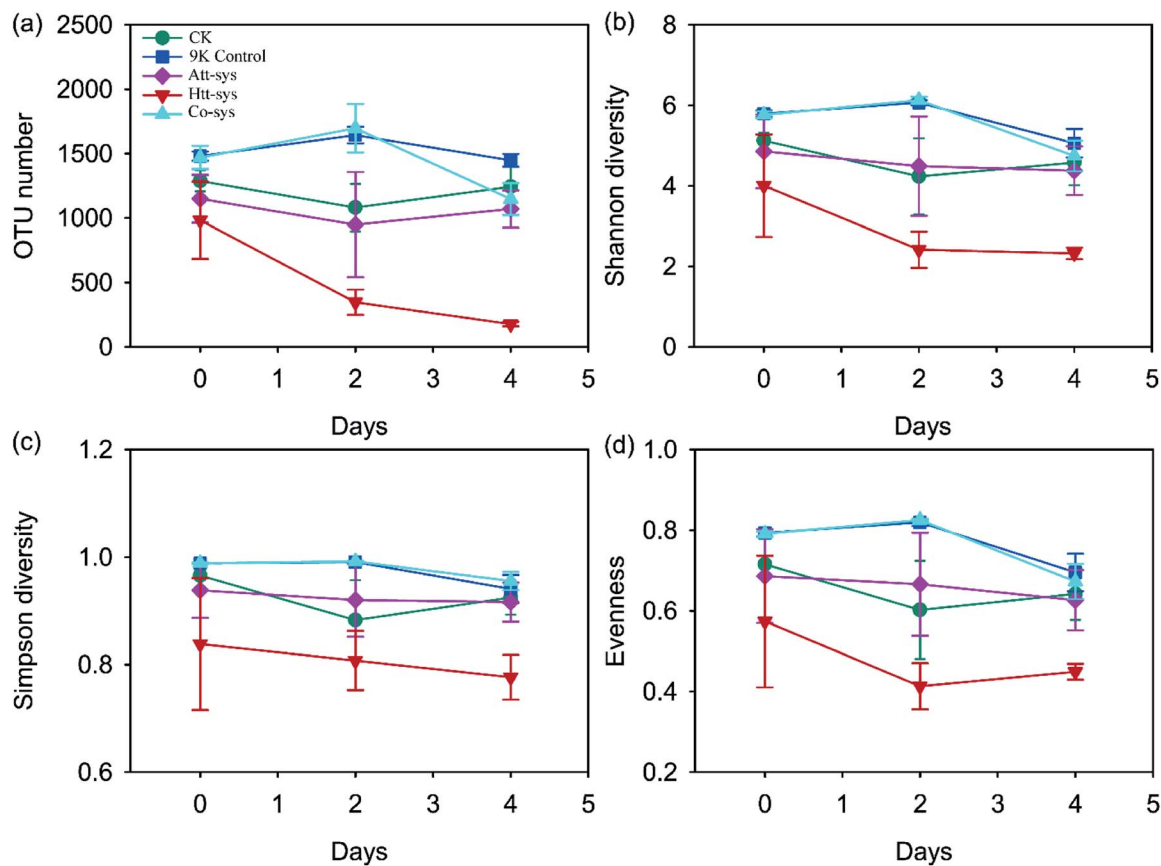 (a)
2500
2000
1500
1000
500
0
OTU number
CK
9K Control
Att-sys
Htt-sys
Co-sys
0 1 2 3 4 5
Days
(b)
8
6
4
2
0
Shannon diversity
0 1 2 3 4 5
Days
(c)
1.2
1.0
0.8
0.6
Simpson diversity
0 1 2 3 4 5
Days
(d)
1.0
0.8
0.6
0.4
0.2
Evenness
0 1 2 3 4 5
Days